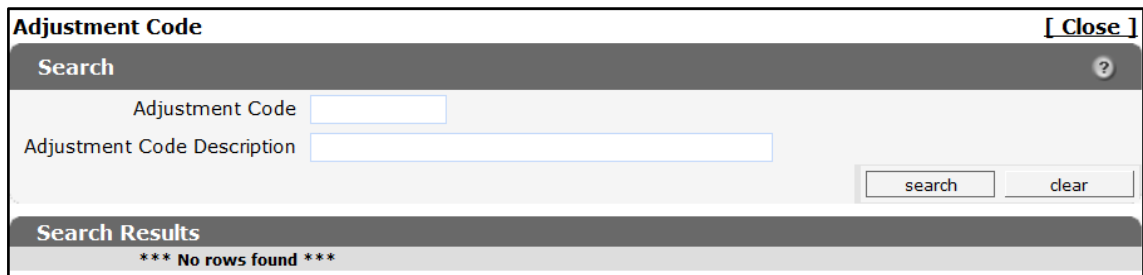 Adjustment Code [ Close ]
Search ?
Adjustment Code
Adjustment Code Description
search clear
Search Results
*** No rows found ***